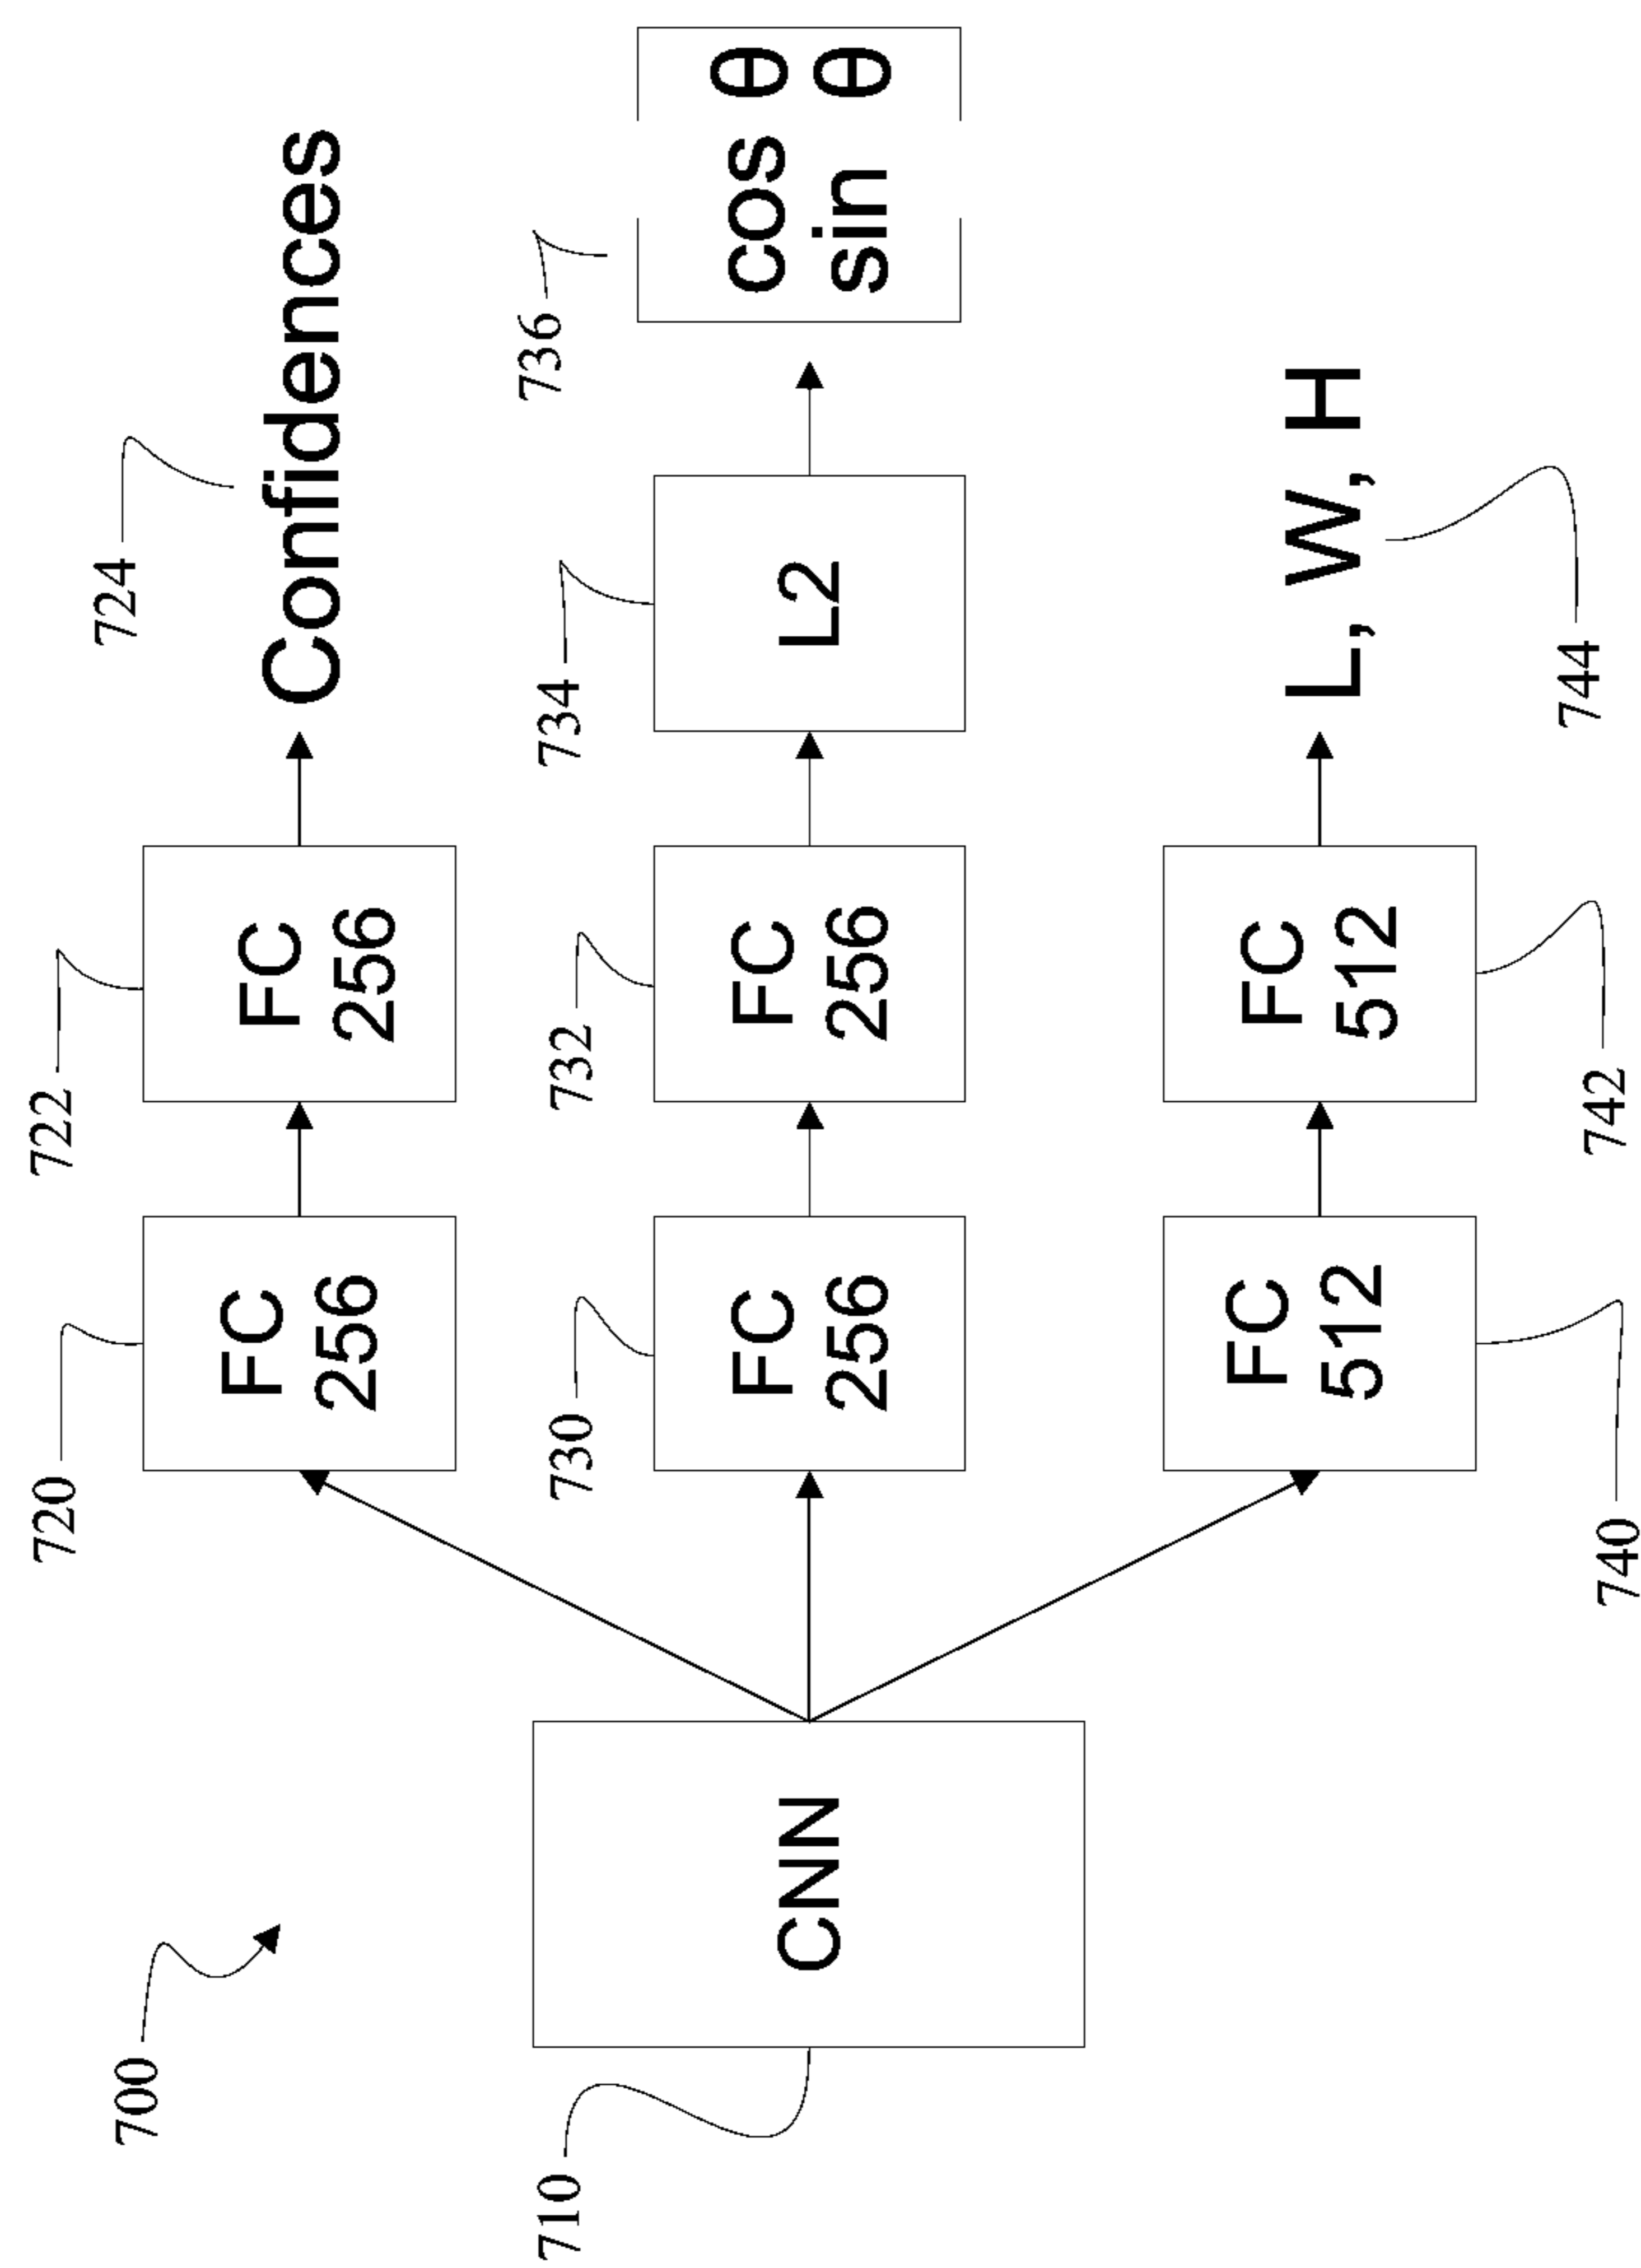 700
710
CNN
720
FC
256
722
FC
256
724
Confidences
730
FC
256
732
FC
256
734
L2
736
cos θ
sin θ
740
FC
512
742
FC
512
744
L, W, H